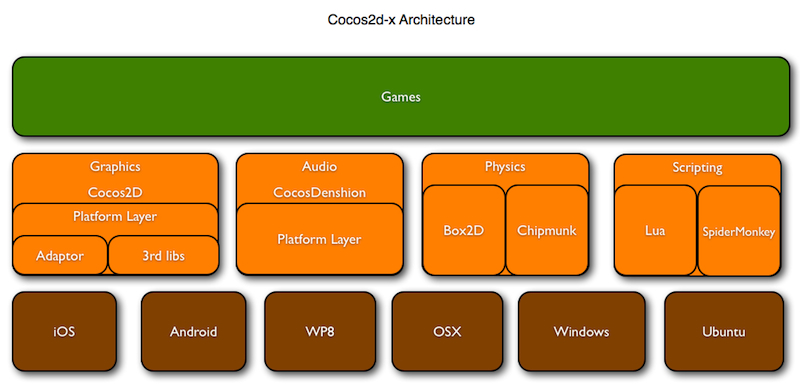 Cocos2d-x Architecture
Games
Graphics
Cocos2D
Platform Layer
Adaptor
3rd libs
Audio
CocosDenshion
Platform Layer
Physics
Box2D
Chipmunk
Scripting
Lua
SpiderMonkey
iOS
Android
WP8
OSX
Windows
Ubuntu